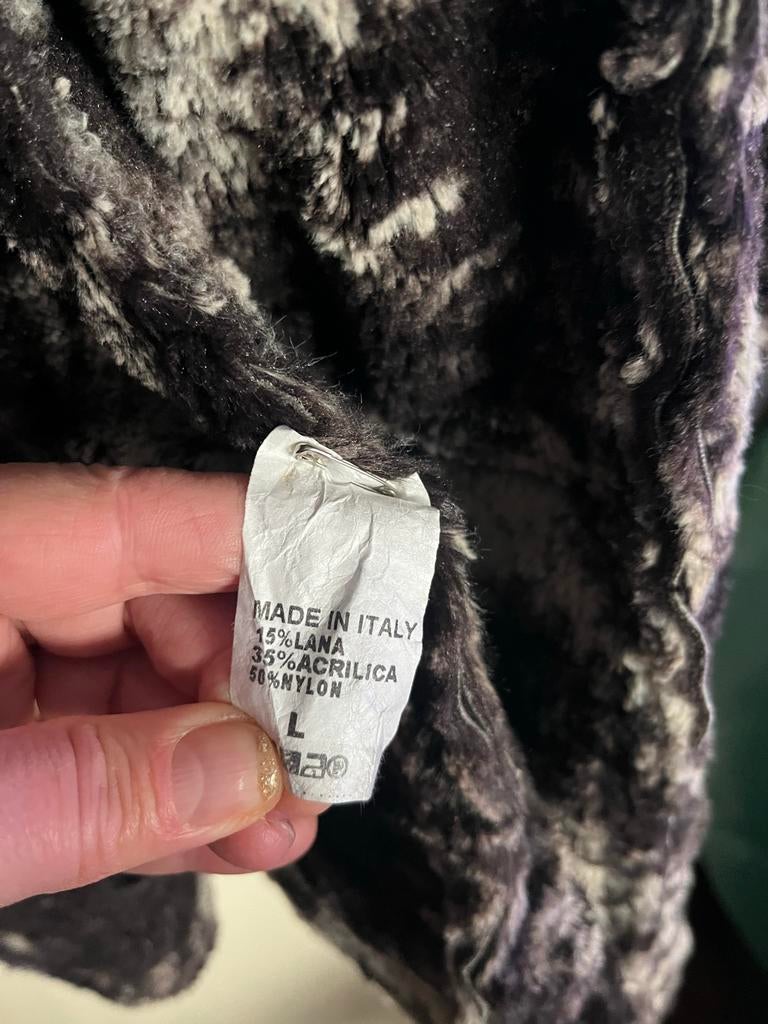 MADE IN ITALY
15%LANA
35%ACRILICA
50%NYLON
L